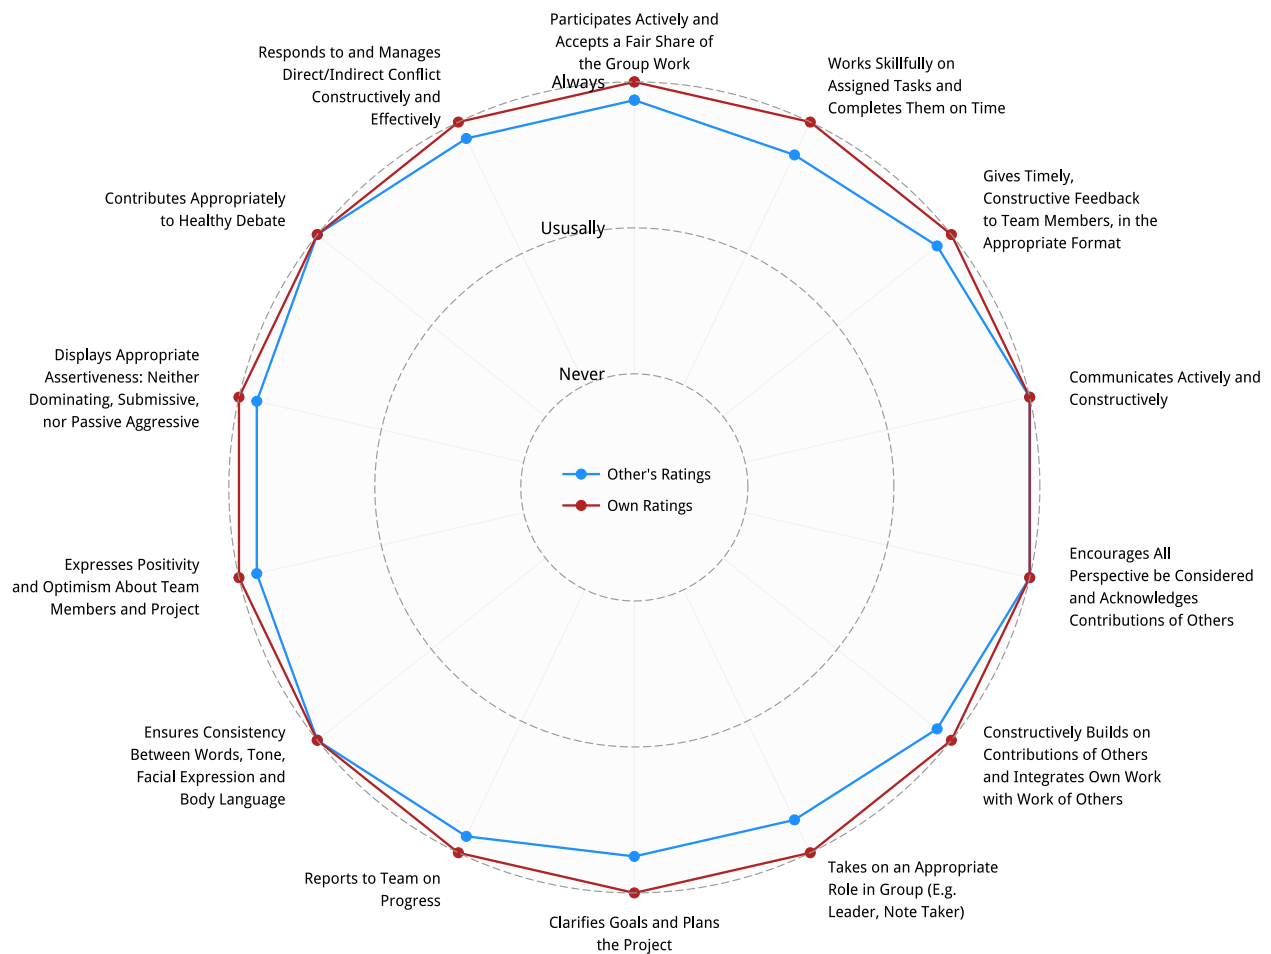 Participates Actively and
Accepts a Fair Share of
the Group Work
Responds to and Manages
Direct/Indirect Conflict
Constructively and
Effectively
Works Skillfully on
Assigned Tasks and
Completes Them on Time
Always
Gives Timely,
Constructive Feedback
to Team Members, in the
Appropriate Format
Contributes Appropriately
to Healthy Debate
Ususally
Displays Appropriate
Assertiveness: Neither
Dominating, Submissive,
nor Passive Aggressive
Never
Communicates Actively and
Constructively
Other's Ratings
Own Ratings
Expresses Positivity
and Optimism About Team
Members and Project
Encourages All
Perspective be Considered
and Acknowledges
Contributions of Others
Ensures Consistency
Between Words, Tone,
Facial Expression and
Body Language
Constructively Builds on
Contributions of Others
and Integrates Own Work
with Work of Others
Reports to Team on
Progress
Takes on an Appropriate
Role in Group (E.g.
Leader, Note Taker)
Clarifies Goals and Plans
the Project